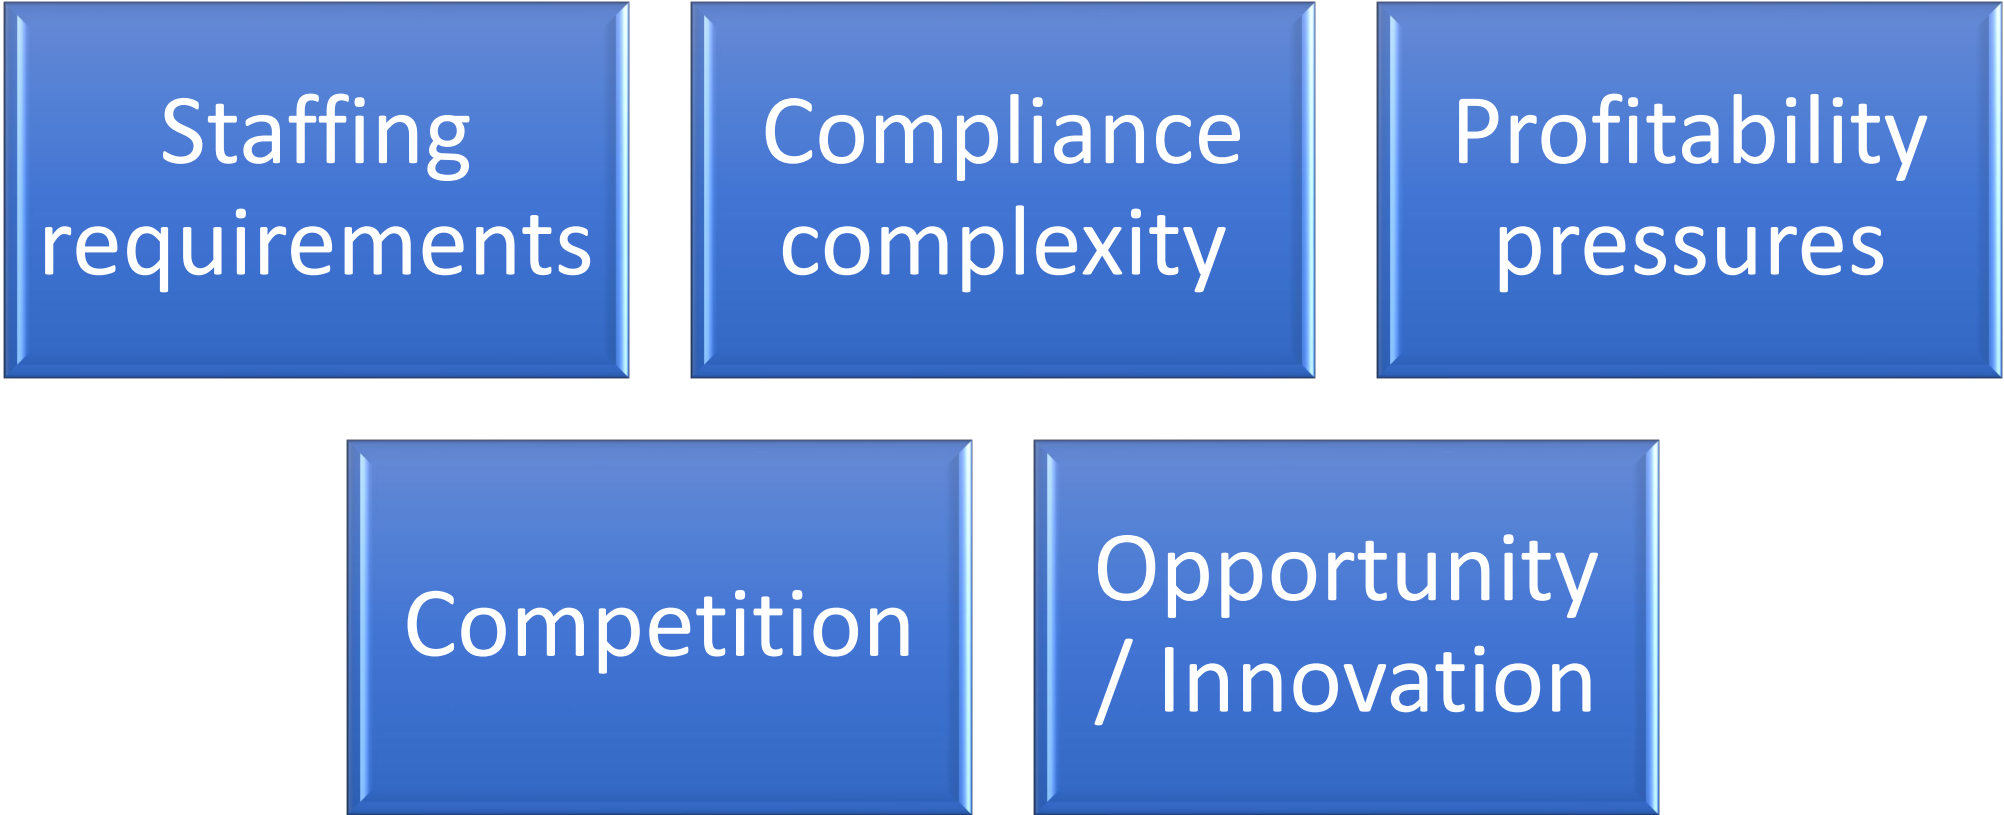 Staffing
requirements
Compliance
complexity
Profitability
pressures
Competition
Opportunity
/ Innovation